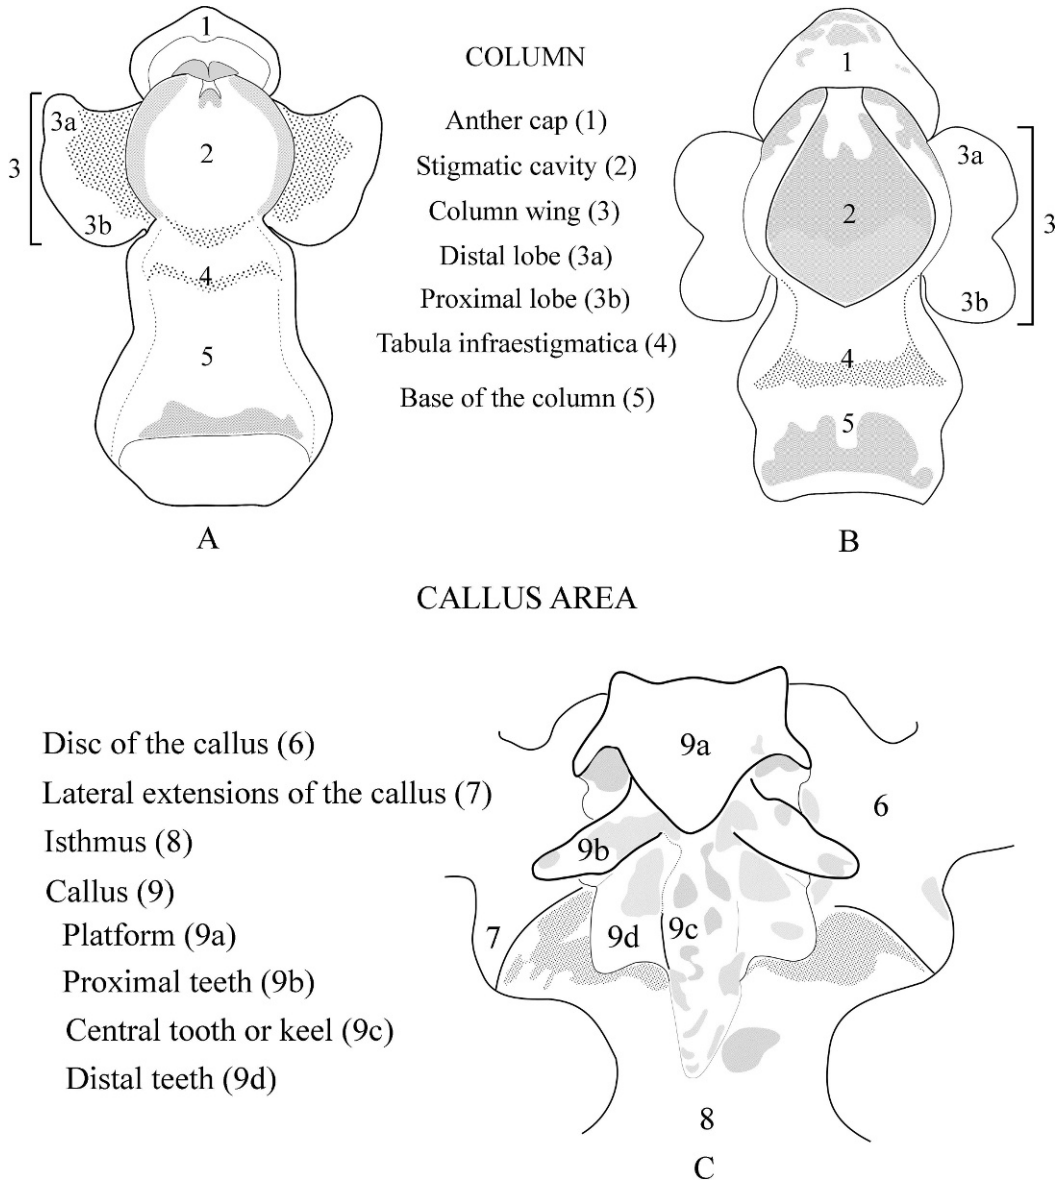 COLUMN
Anther cap (1)
Stigmatic cavity (2)
Column wing (3)
Distal lobe (3a)
Proximal lobe (3b)
Tabula infraestigmatica (4)
Base of the column (5)
1
3a
3
2
3b
4
5
A
1
3a
2
3
3b
4
5
B
CALLUS AREA
Disc of the callus (6)
Lateral extensions of the callus (7)
Isthmus (8)
Callus (9)
Platform (9a)
Proximal teeth (9b)
Central tooth or keel (9c)
Distal teeth (9d)
9a
6
9b
7
9d
9c
8
C